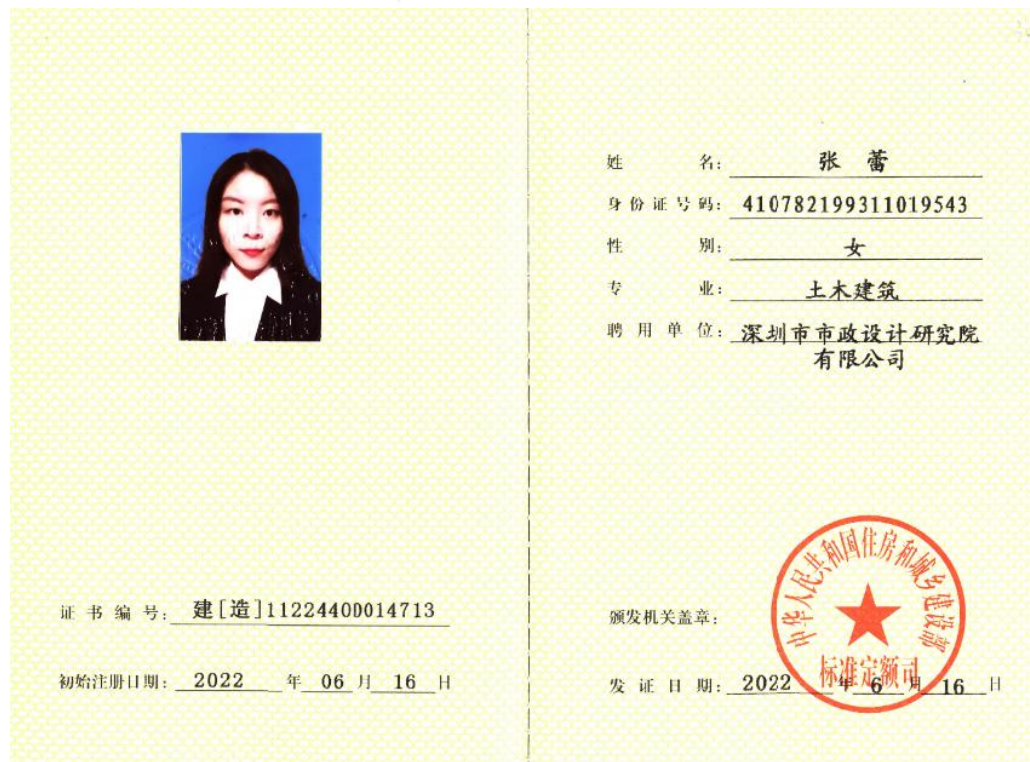 姓 名: 张 蕾
身份证号码: 410782199311019543
性 别: 女
专 业: 土木建筑
聘用单位: 深圳市市政设计研究院
有限公司
证书编号: 建[造]11224400014713
初始注册日期: 2022 年 06 月 16 日
颁发机关盖章:
中华人民共和国住房和城乡建设部
标准定额司
发证日期: 2022 年 6 月 16 日